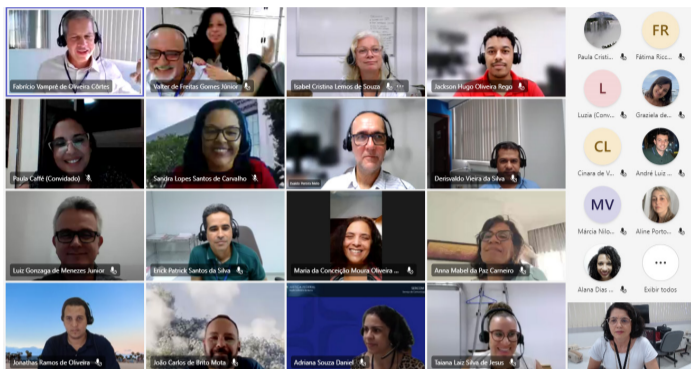 Fabrício Vampré de Oliveira Côrtes
Valter de Freitas Gomes Júnior
Isabel Cristina Lemos de Souza
Jackson Hugo Oliveira Rego
Paula Cristi...
FR
Fátima Ricc...
L
Luzia (Conv...
Graziela de...
Paula Caffé (Convidado)
Sandra Lopes Santos de Carvalho
Derisvaldo Vieira da Silva
CL
Cinara de V...
André Luiz ...
Luiz Gonzaga de Menezes Junior
Erick Patrick Santos da Silva
Maria da Conceição Moura Oliveira ...
Anna Mabel da Paz Carneiro
MV
Márcia Nilo...
Aline Porto...
Alana Dias ...
...
Exibir todos
Jonathas Ramos de Oliveira
João Carlos de Brito Mota
Adriana Souza Daniel
Taiana Laiz Silva de Jesus